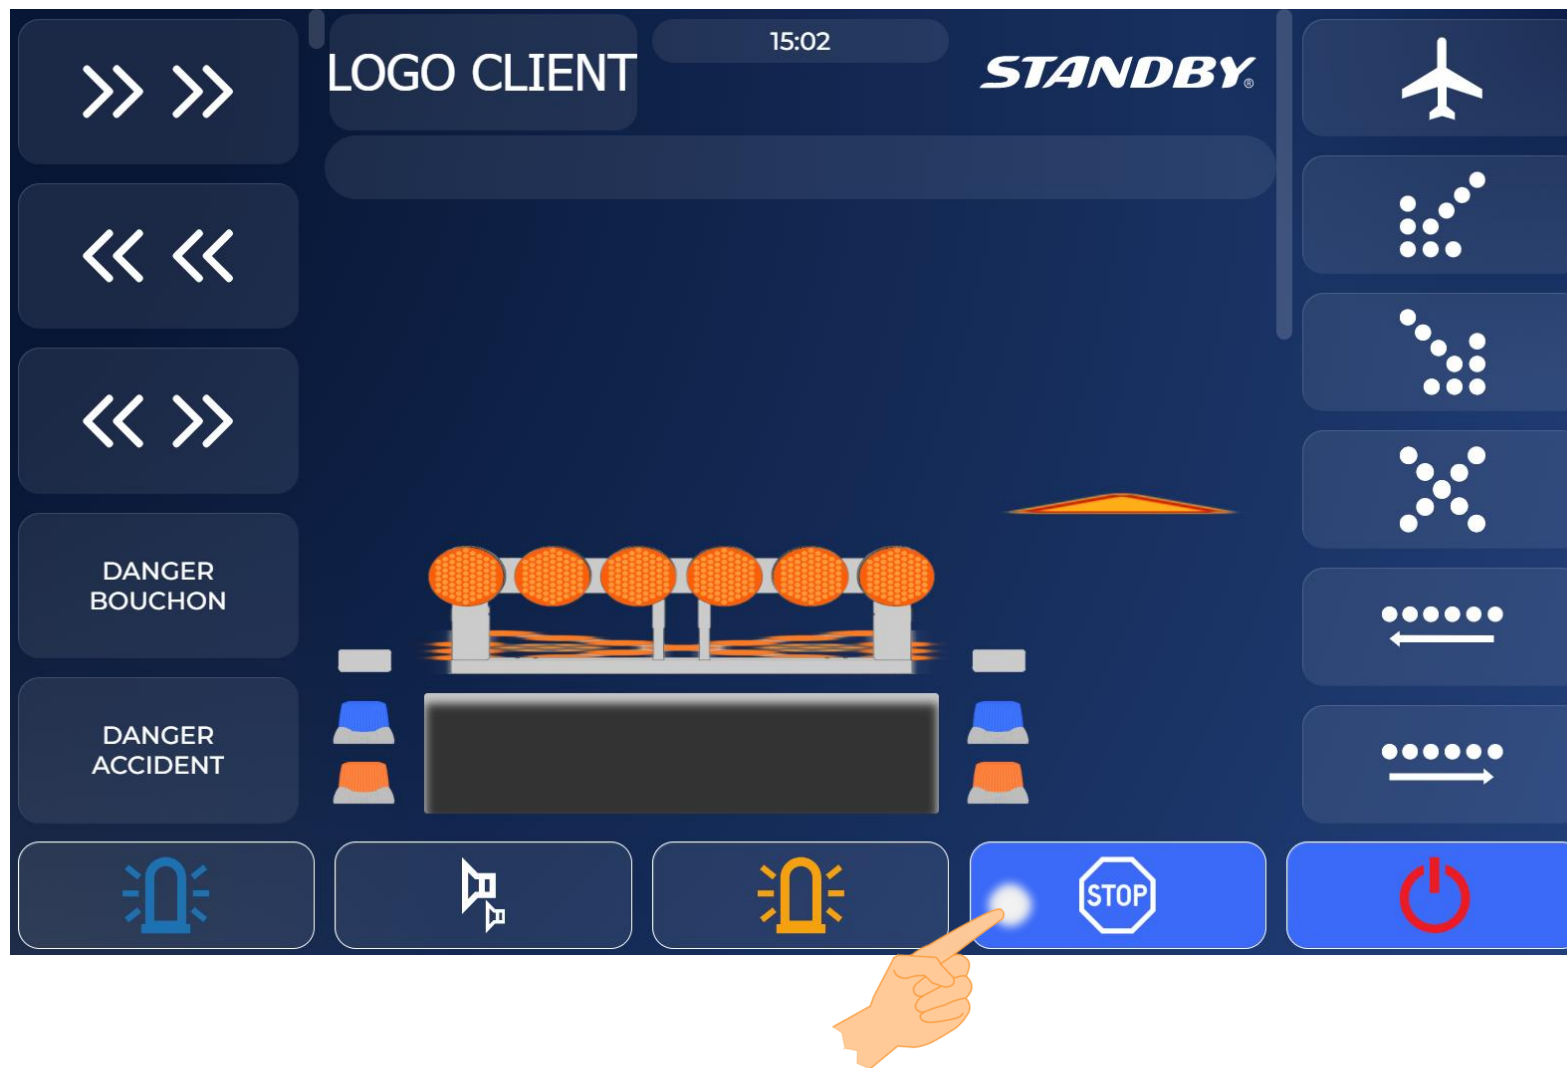 LOGO CLIENT
15:02
STANDBY®
DANGER
BOUCHON
DANGER
ACCIDENT
STOP